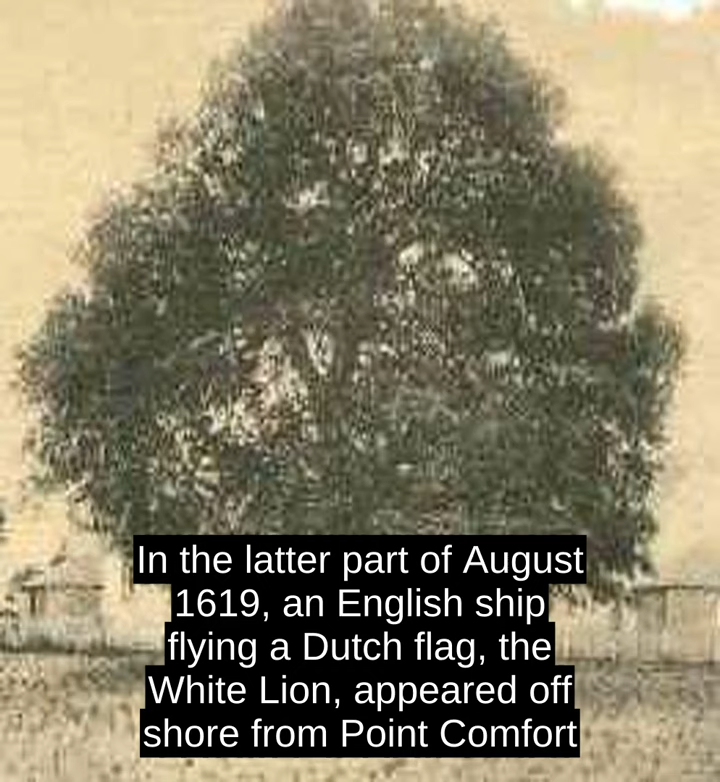 In the latter part of August
1619, an English ship
flying a Dutch flag, the
White Lion, appeared off
shore from Point Comfort